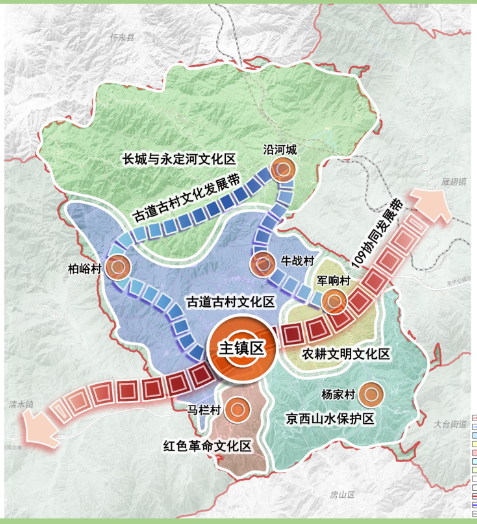 怀来县
沿河城
长城与永定河文化区
雁翅镇
古道古村文化发展带
109协同发展带
牛战村
柏峪村
军响村
古道古村文化区
主镇区
农耕文明文化区
杨家村
清水镇
马栏村
京西山水保护区
大台街道
红色革命文化区
房山区